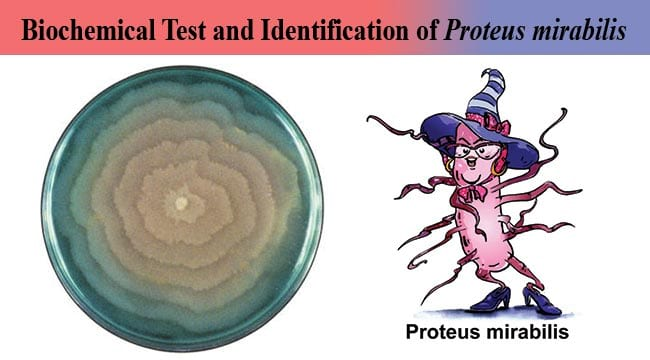 Biochemical Test and Identification of Proteus mirabilis
Proteus mirabilis